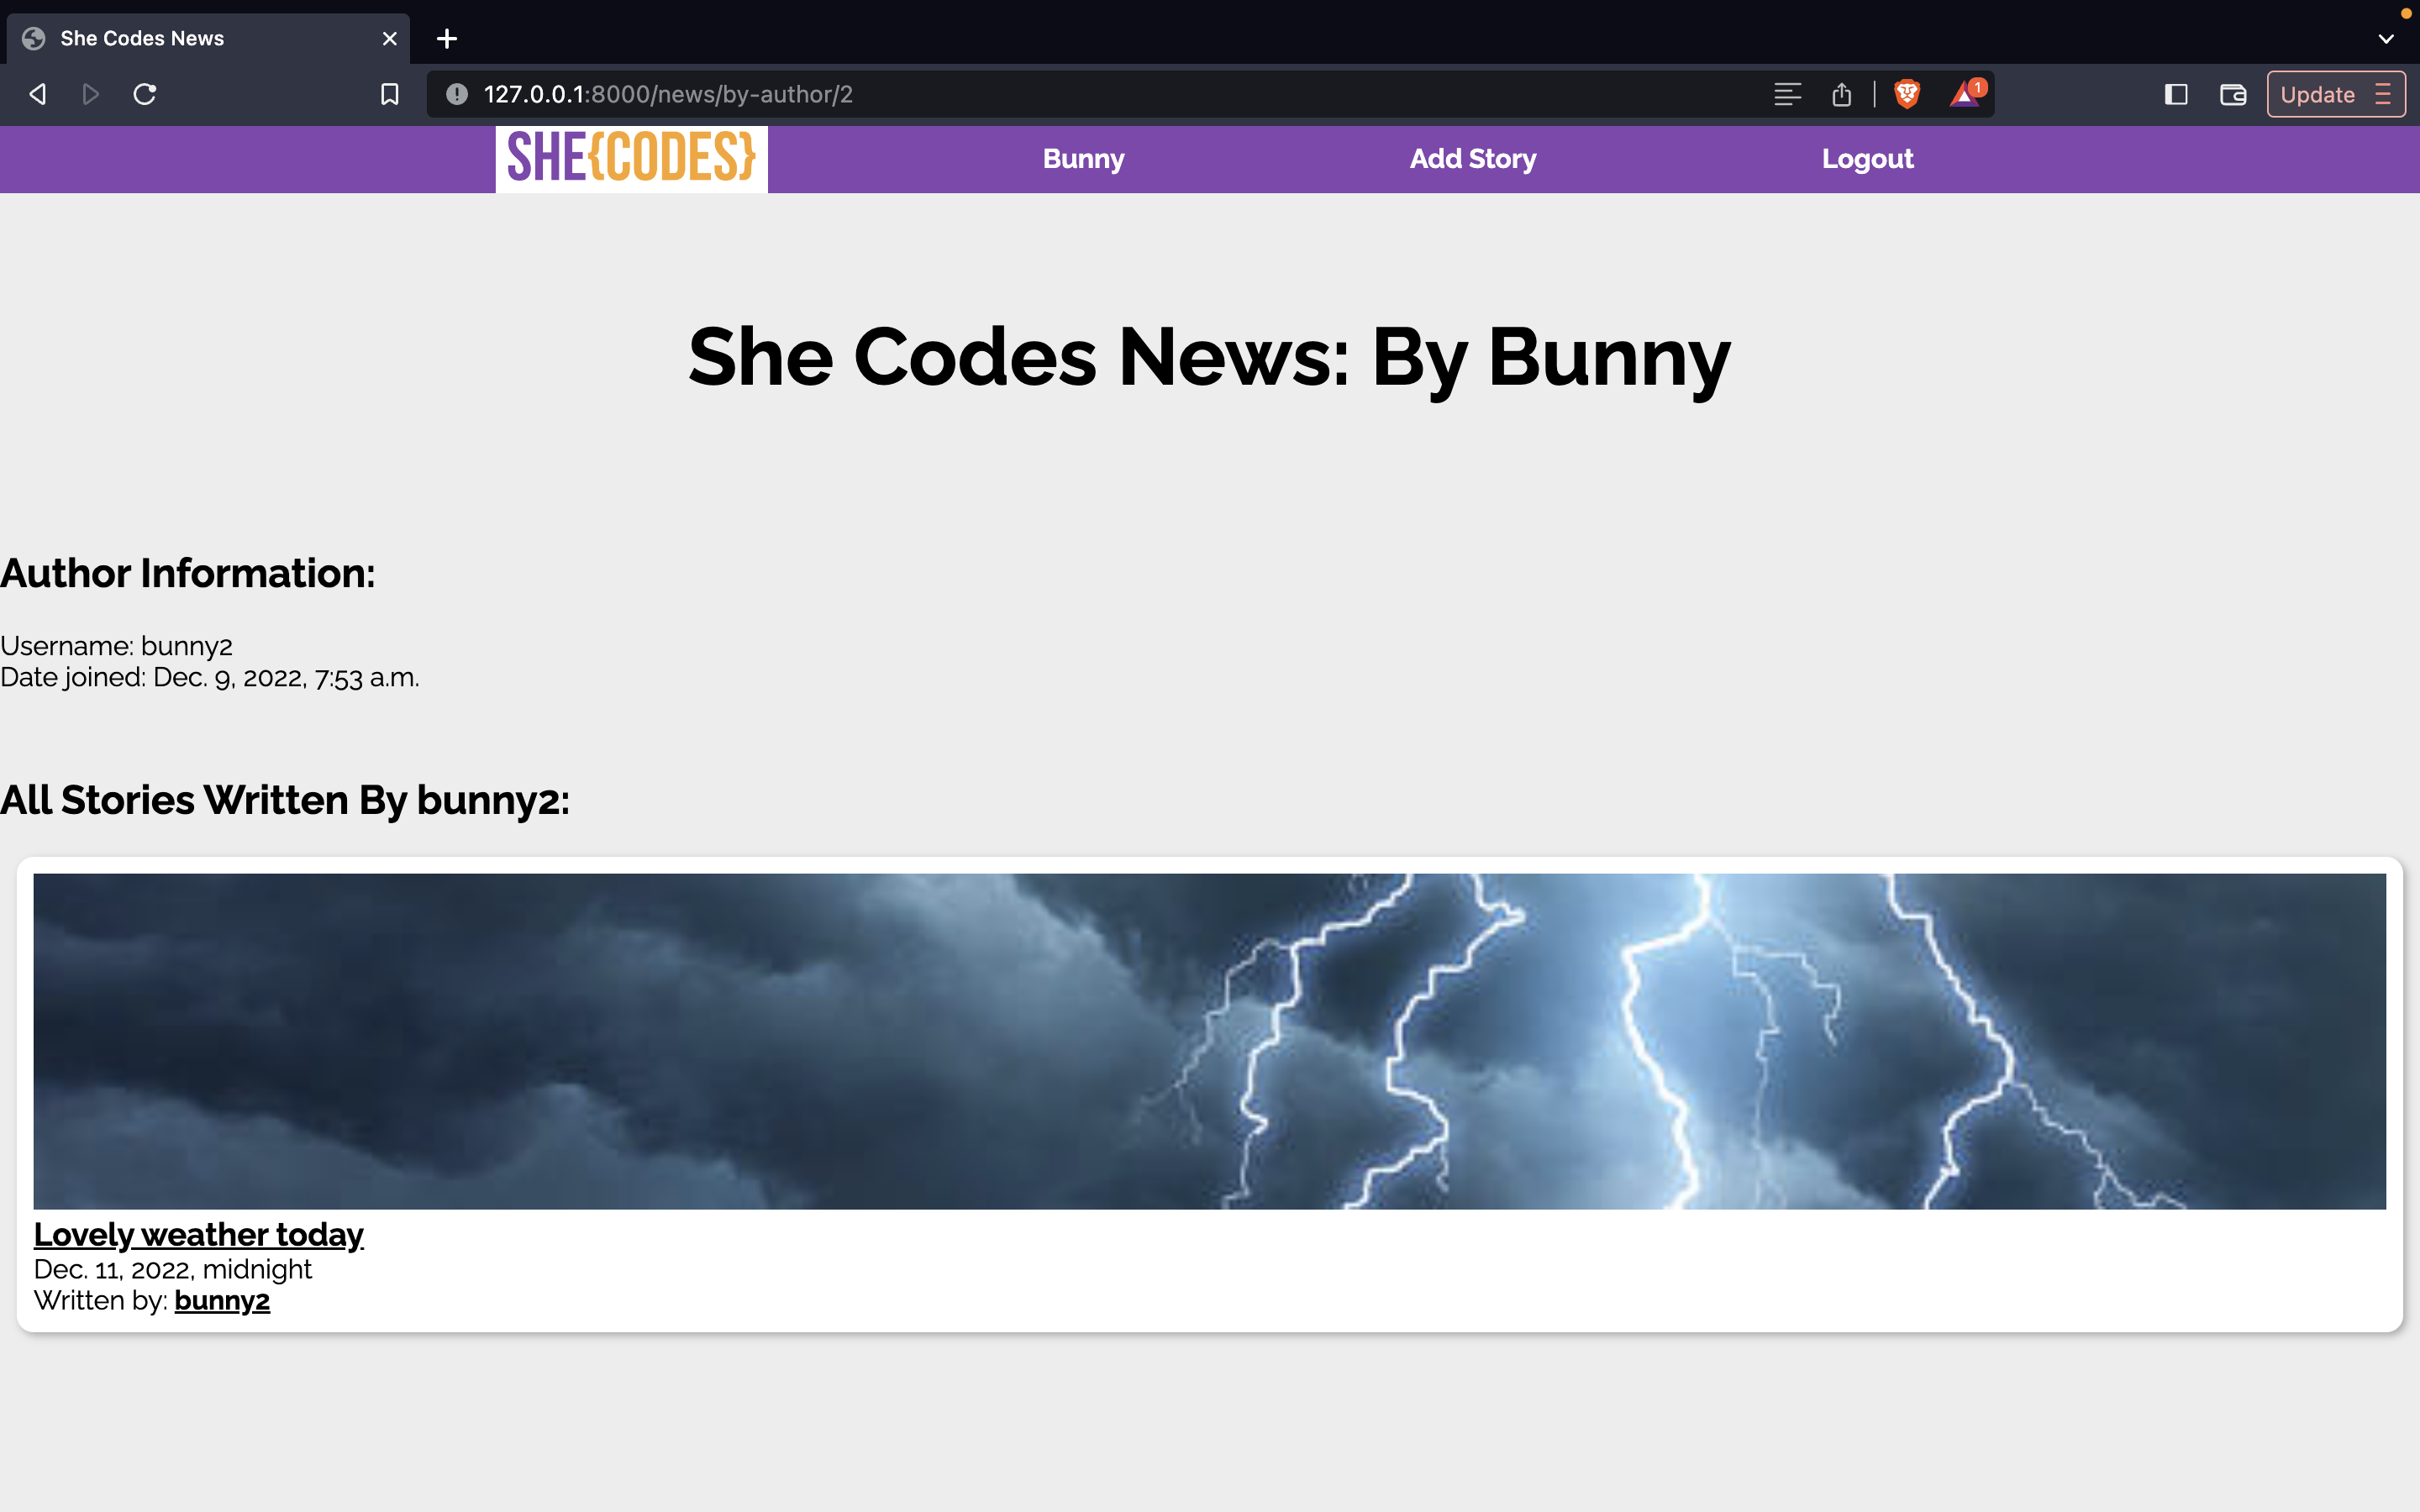 She Codes News
127.0.0.1:8000/news/by-author/2
1
Update
SHE{CODES}
Bunny
Add Story
Logout
She Codes News: By Bunny
Author Information:
Username: bunny2
Date joined: Dec. 9, 2022, 7:53 a.m.
All Stories Written By bunny2:
Lovely weather today
Dec. 11, 2022, midnight
Written by: bunny2